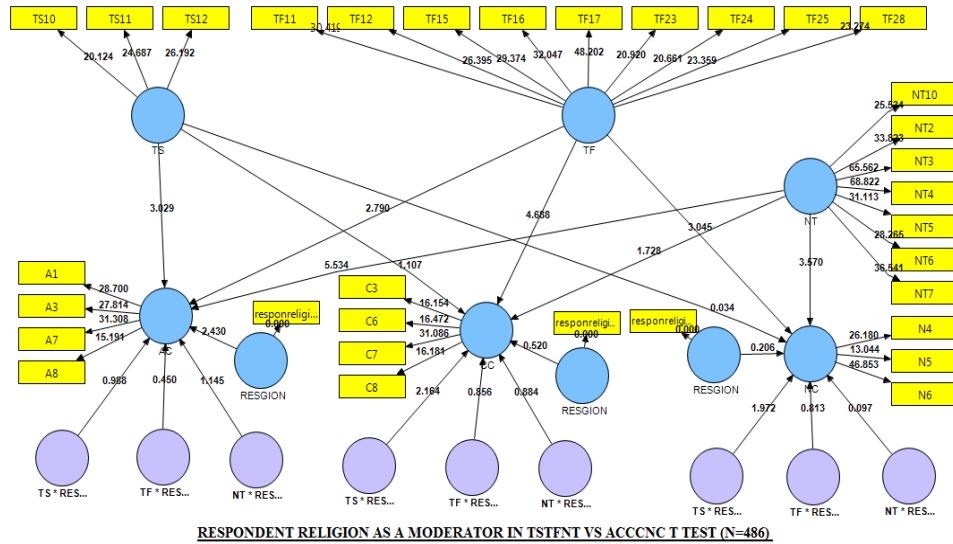 TS10 TS11 TS12 TF11 TF12 TF15 TF16 TF17 TF23 TF24 TF25 TF28
30.419 23.274
20.124 24.687 26.192 26.395 29.374 32.047 48.202 20.920 20.661 23.359
NT10
25.534
NT2
33.823
TS TF
65.562 NT3
68.822 NT4
31.113
NT5
NT
28.265 NT6
36.541
NT7
3.029 2.790 4.688 3.045 1.728 3.570
5.534 1.107 0.034
A1
28.700
A3
27.814
31.308
A7
15.191
A8
AC
2.430
responreligi...
0.000
RESGION
C3
16.154
C6
16.472
31.086
C7
16.181
C8
CC
0.520
responreligi...
0.000
RESGION
responreligi...
0.000
0.206
RESGION
NC
26.180 N4
13.044 N5
46.853
N6
0.988 0.450 1.145 2.164 0.856 0.884 1.972 0.813 0.097
TS * RES... TF * RES... NT * RES... TS * RES... TF * RES... NT * RES... TS * RES... TF * RES... NT * RES...
RESPONDENT RELIGION AS A MODERATOR IN TSTFNT VS ACCCNC T TEST (N=486)